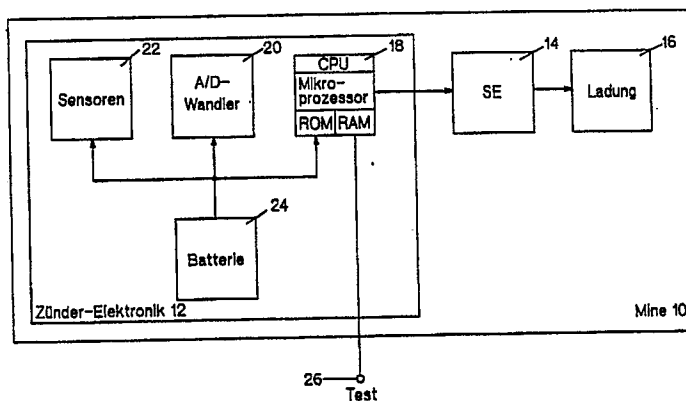 22
20
18
14
16
Sensoren
A/D-
Wandler
CPU
Mikro-
prozessor
ROM RAM
SE
Ladung
24
Batterie
Zünder-Elektronik 12
Mine 10
26
Test